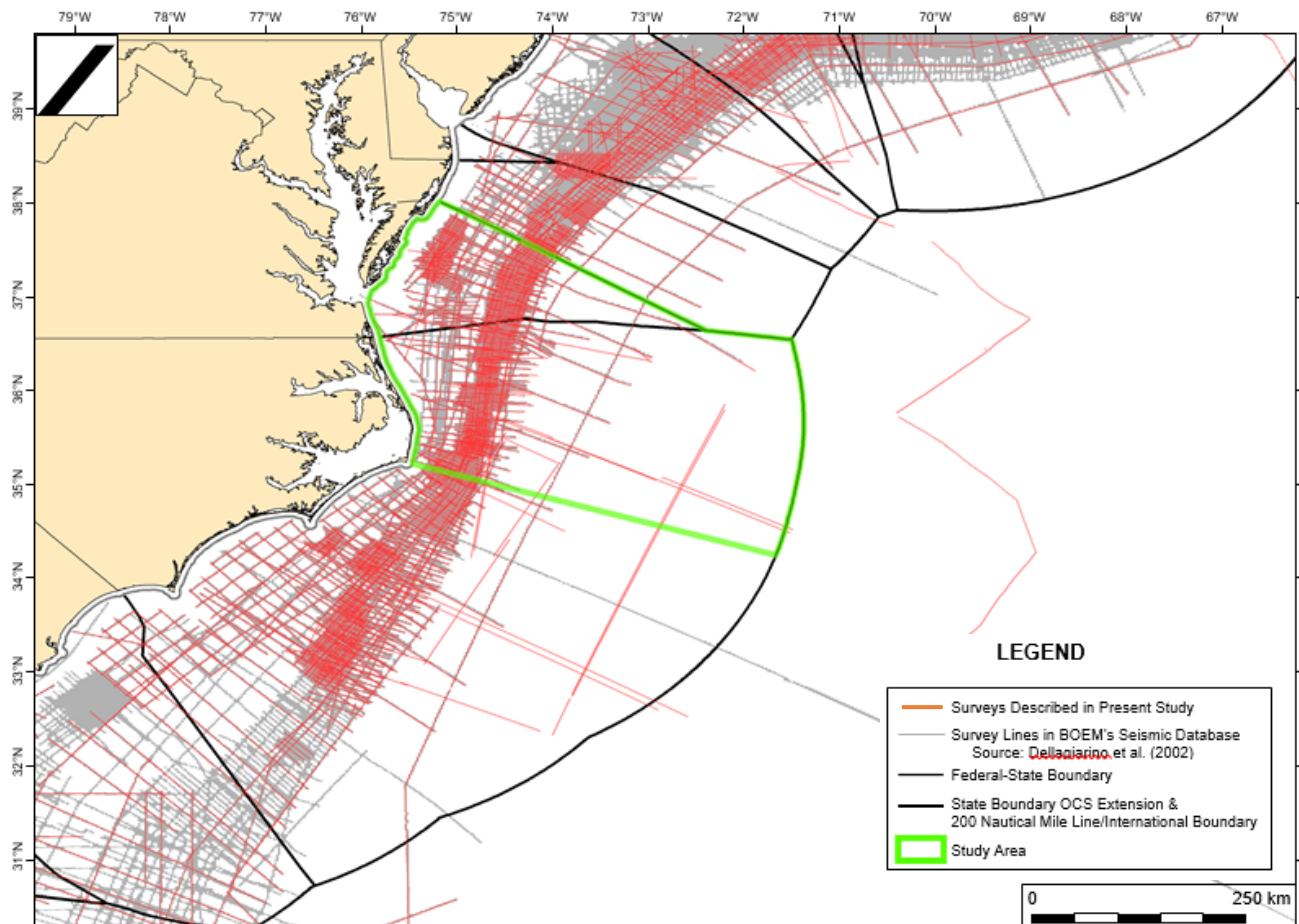 79°W 78°W 77°W 76°W 75°W 74°W 73°W 72°W 71°W 70°W 69°W 68°W 67°W
39°N
38°N
37°N
36°N
35°N
34°N
33°N
32°N
31°N
LEGEND
Surveys Described in Present Study
Survey Lines in BOEM's Seismic Database
Source: Dellagiarino et al. (2002)
Federal-State Boundary
State Boundary OCS Extension &
200 Nautical Mile Line/International Boundary
Study Area
0 250 km